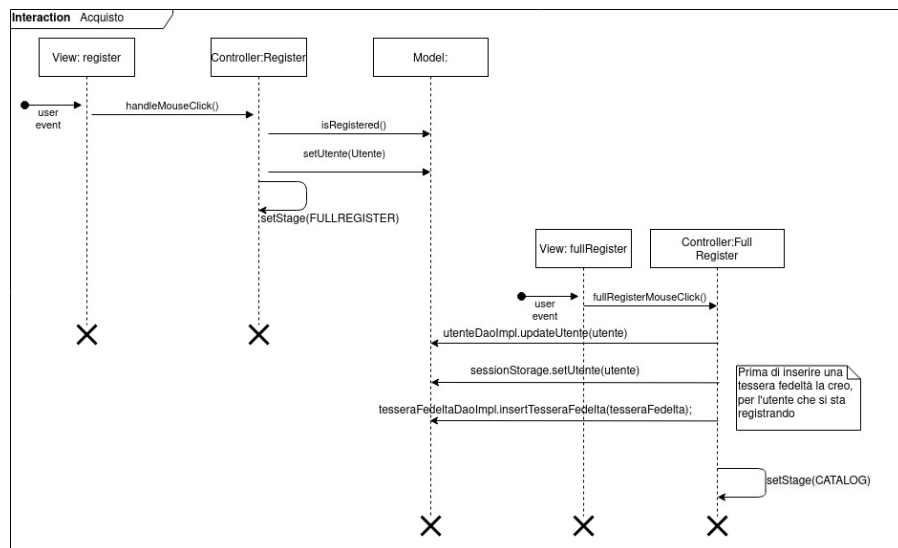 Interaction Acquisto
View: register
Controller:Register
Model:
user
event
handleMouseClick()
isRegistered()
setUtente(Utente)
setStage(FULLREGISTER)
View: fullRegister
Controller:Full
Register
user
event
fullRegisterMouseClick()
utenteDaoImpl.updateUtente(utente)
sessionStorage.setUtente(utente)
Prima di inserire una
tessera fedeltà la creo,
per l'utente che si sta
registrando
tesseraFedeltaDaoImpl.insertTesseraFedelta(tesseraFedelta);
setStage(CATALOG)